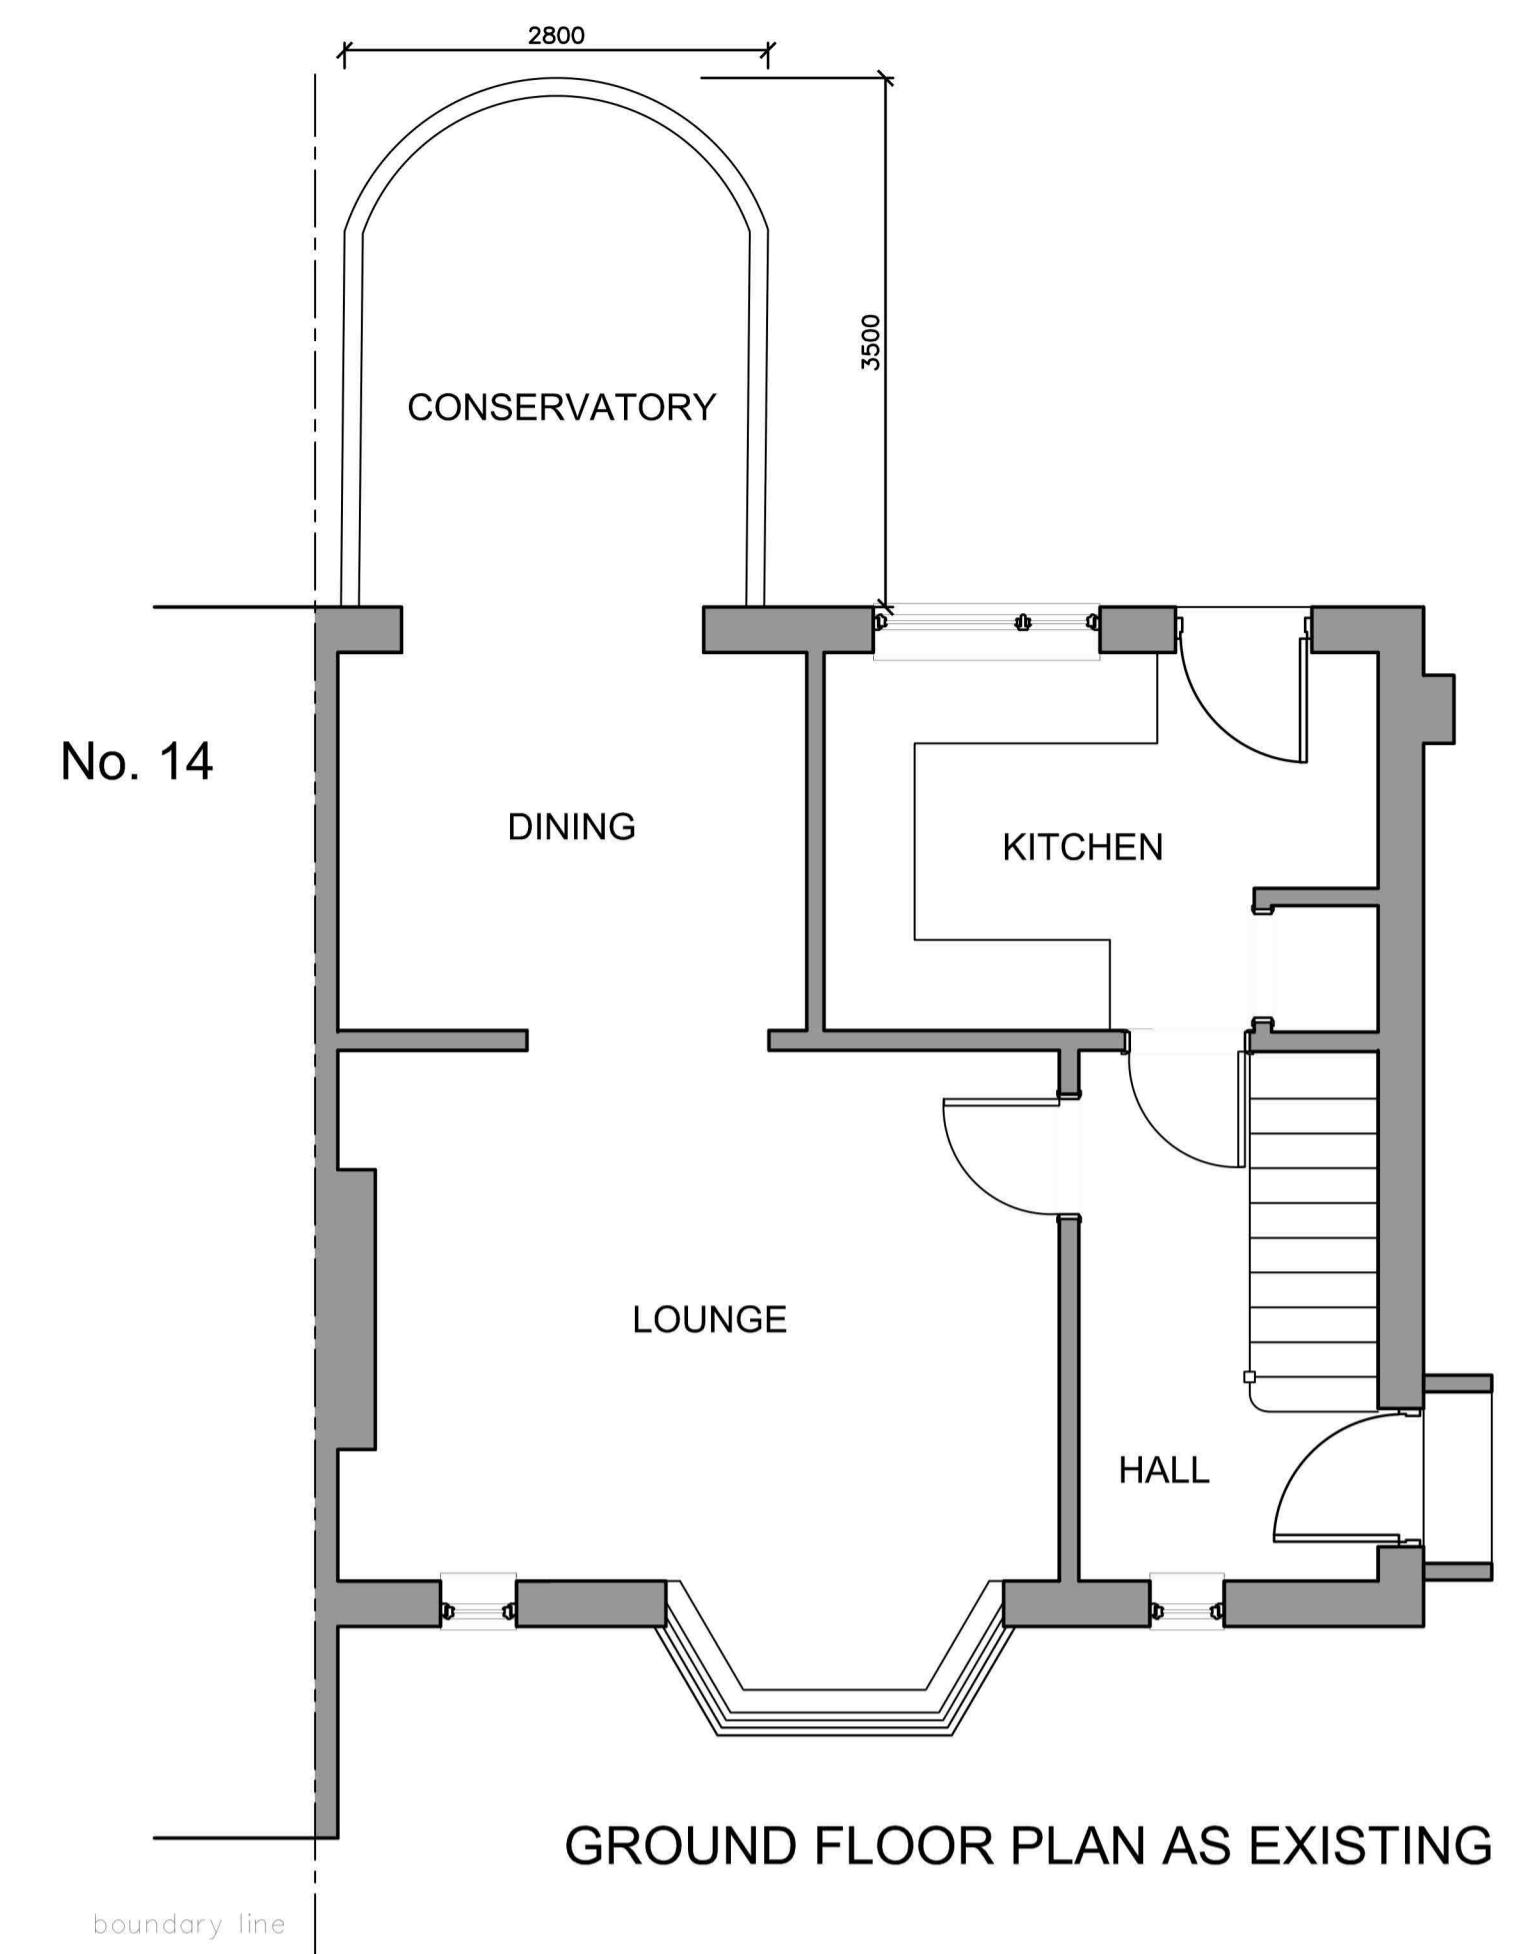 2800
3500
CONSERVATORY
No. 14
DINING
KITCHEN
LOUNGE
HALL
GROUND FLOOR PLAN AS EXISTING
boundary line